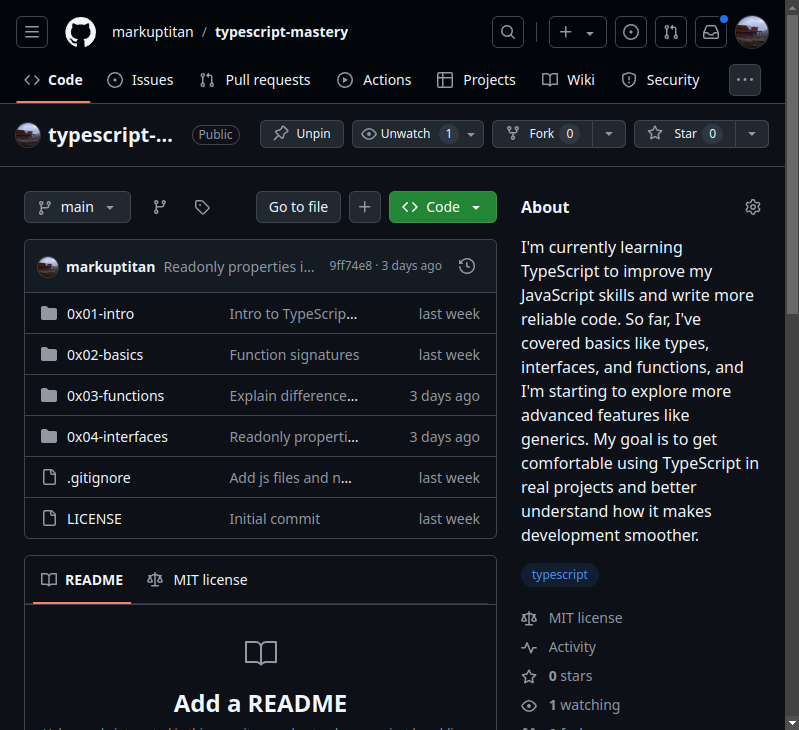 markuptitan / typescript-mastery
Code Issues Pull requests Actions Projects Wiki Security
typescript-... Public Unpin Unwatch 1 Fork 0 Star 0
main Go to file Code
markuptitan Readonly properties i... 9ff74e8 · 3 days ago
0x01-intro Intro to TypeScrip... last week
0x02-basics Function signatures last week
0x03-functions Explain difference... 3 days ago
0x04-interfaces Readonly properti... 3 days ago
.gitignore Add js files and n... last week
LICENSE Initial commit last week
README MIT license
Add a README
About
I'm currently learning
TypeScript to improve my
JavaScript skills and write more
reliable code. So far, I've
covered basics like types,
interfaces, and functions, and
I'm starting to explore more
advanced features like
generics. My goal is to get
comfortable using TypeScript in
real projects and better
understand how it makes
development smoother.
typescript
MIT license
Activity
0 stars
1 watching